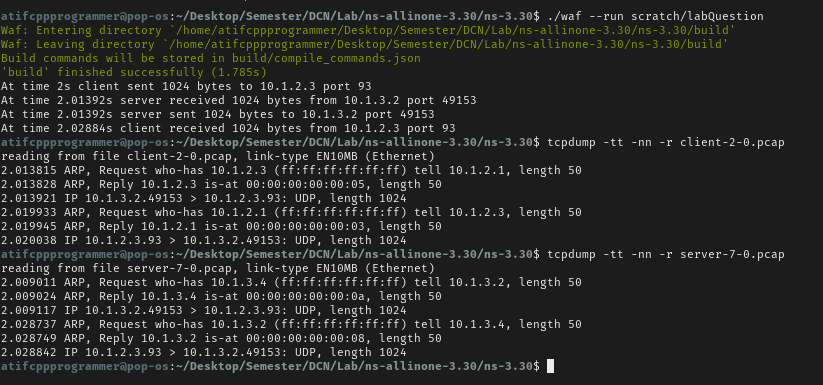 atifcppprogrammer@pop-os:~/Desktop/Semester/DCN/Lab/ns-allinone-3.30/ns-3.30$ ./waf --run scratch/labQuestion
Waf: Entering directory `/home/atifcppprogrammer/Desktop/Semester/DCN/Lab/ns-allinone-3.30/ns-3.30/build'
Waf: Leaving directory `/home/atifcppprogrammer/Desktop/Semester/DCN/Lab/ns-allinone-3.30/ns-3.30/build'
Build commands will be stored in build/compile_commands.json
'build' finished successfully (1.785s)
At time 2s client sent 1024 bytes to 10.1.2.3 port 93
At time 2.01392s server received 1024 bytes from 10.1.3.2 port 49153
At time 2.01392s server sent 1024 bytes to 10.1.3.2 port 49153
At time 2.02884s client received 1024 bytes from 10.1.2.3 port 93
atifcppprogrammer@pop-os:~/Desktop/Semester/DCN/Lab/ns-allinone-3.30/ns-3.30$ tcpdump -tt -nn -r client-2-0.pcap
reading from file client-2-0.pcap, link-type EN10MB (Ethernet)
2.013815 ARP, Request who-has 10.1.2.3 (ff:ff:ff:ff:ff:ff) tell 10.1.2.1, length 50
2.013828 ARP, Reply 10.1.2.3 is-at 00:00:00:00:00:05, length 50
2.013921 IP 10.1.3.2.49153 > 10.1.2.3.93: UDP, length 1024
2.019933 ARP, Request who-has 10.1.2.1 (ff:ff:ff:ff:ff:ff) tell 10.1.2.3, length 50
2.019945 ARP, Reply 10.1.2.1 is-at 00:00:00:00:00:03, length 50
2.020038 IP 10.1.2.3.93 > 10.1.3.2.49153: UDP, length 1024
atifcppprogrammer@pop-os:~/Desktop/Semester/DCN/Lab/ns-allinone-3.30/ns-3.30$ tcpdump -tt -nn -r server-7-0.pcap
reading from file server-7-0.pcap, link-type EN10MB (Ethernet)
2.009011 ARP, Request who-has 10.1.3.4 (ff:ff:ff:ff:ff:ff) tell 10.1.3.2, length 50
2.009024 ARP, Reply 10.1.3.4 is-at 00:00:00:00:00:0a, length 50
2.009117 IP 10.1.3.2.49153 > 10.1.2.3.93: UDP, length 1024
2.028737 ARP, Request who-has 10.1.3.2 (ff:ff:ff:ff:ff:ff) tell 10.1.3.4, length 50
2.028749 ARP, Reply 10.1.3.2 is-at 00:00:00:00:00:08, length 50
2.028842 IP 10.1.2.3.93 > 10.1.3.2.49153: UDP, length 1024
atifcppprogrammer@pop-os:~/Desktop/Semester/DCN/Lab/ns-allinone-3.30/ns-3.30$